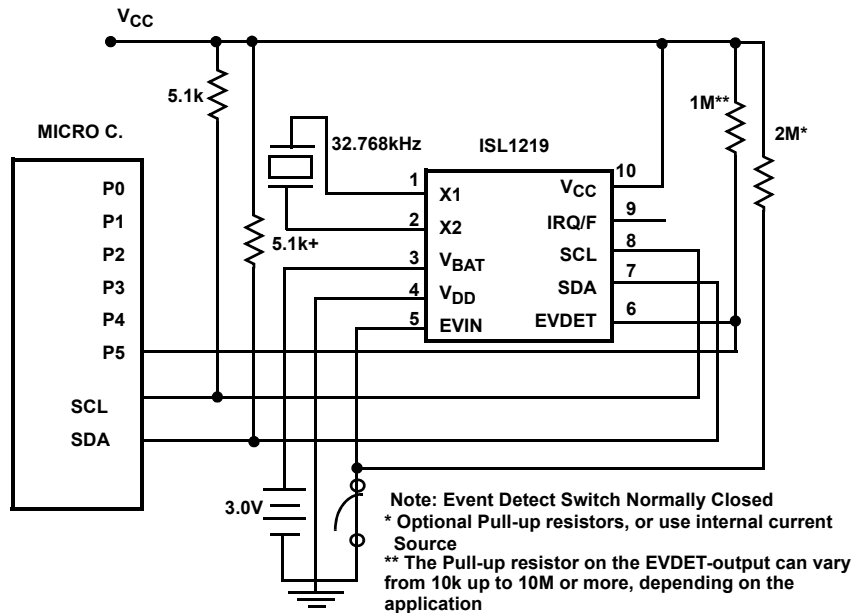 VCC
5.1k
1M**
2M*
MICRO C.
32.768kHz
ISL1219
P0
P1
P2
P3
P4
P5
SCL
SDA
5.1k+
1
2
3
4
5
X1
X2
VBAT
VDD
EVIN
VCC
IRQ/F
SCL
SDA
EVDET
10
9
8
7
6
3.0V
Note: Event Detect Switch Normally Closed
* Optional Pull-up resistors, or use internal current
Source
** The Pull-up resistor on the EVDET-output can vary
from 10k up to 10M or more, depending on the
application